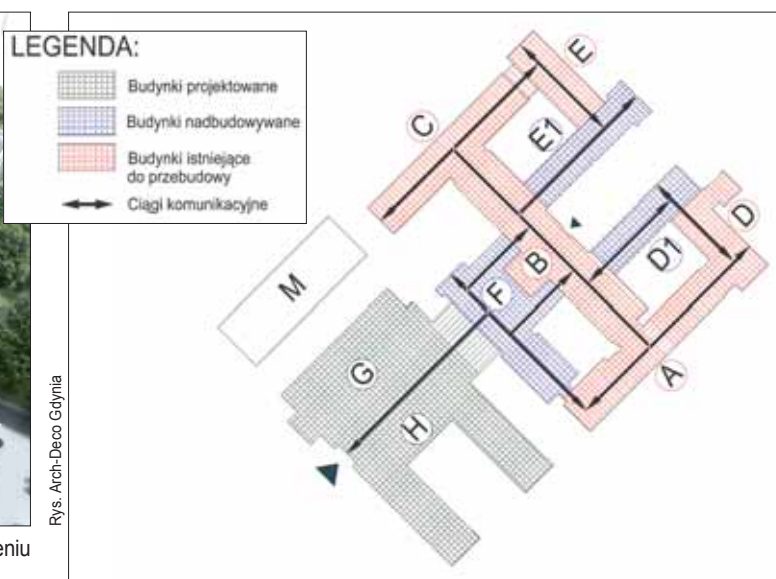 LEGENDA:
Budynki projektowane
Budynki nadbudowywane
Budynki istniejące
do przebudowy
Ciągi komunikacyjne
E
C
E1
D
B
D1
F
M
A
G
H
Rys. Arch-Deco Gdynia
eniu